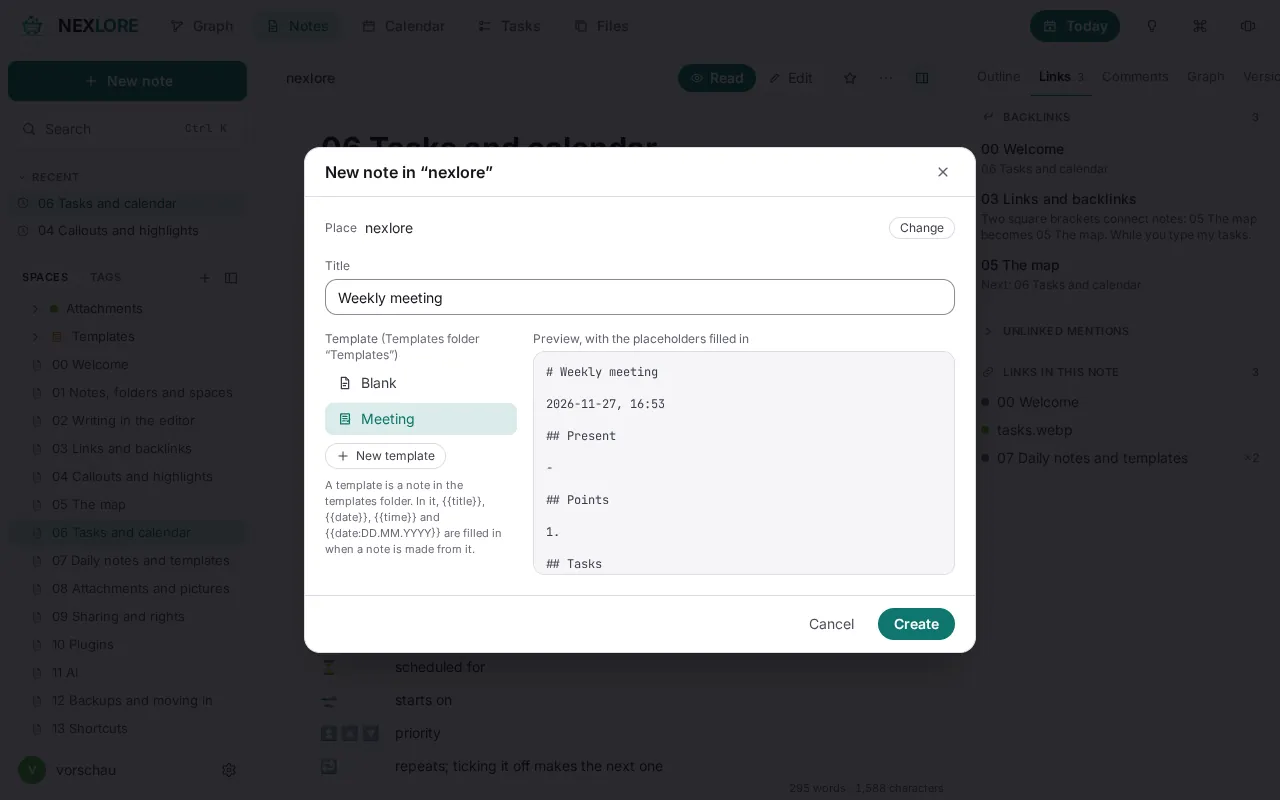 NEXLORE
Graph
Notes
Calendar
Tasks
Files
Today
New note
Search
Ctrl K
RECENT
06 Tasks and calendar
04 Callouts and highlights
SPACES
TAGS
Attachments
Templates
00 Welcome
01 Notes, folders and spaces
02 Writing in the editor
03 Links and backlinks
04 Callouts and highlights
05 The map
06 Tasks and calendar
07 Daily notes and templates
08 Attachments and pictures
09 Sharing and rights
10 Plugins
11 AI
12 Backups and moving in
13 Shortcuts
V
vorschau
nexlore
Read
Edit
06 Tasks and calendar
New note in “nexlore”
Place nexlore
Change
Title
Weekly meeting
Template (Templates folder
“Templates”)
Blank
Meeting
New template
A template is a note in the
templates folder. In it, {{title}},
{{date}}, {{time}} and
{{date:DD.MM.YYYY}} are filled in
when a note is made from it.
Preview, with the placeholders filled in
# Weekly meeting
2026-11-27, 16:53
## Present
-
## Points
1.
## Tasks
Cancel
Create
scheduled for
starts on
priority
repeats; ticking it off makes the next one
295 words · 1,588 characters
Outline
Links 3
Comments
Graph
BACKLINKS
3
00 Welcome
06 Tasks and calendar
03 Links and backlinks
Two square brackets connect notes: 05 The map
becomes 05 The map. While you type my tasks
05 The map
Next: 06 Tasks and calendar
UNLINKED MENTIONS
LINKS IN THIS NOTE
3
00 Welcome
tasks.webp
07 Daily notes and templates
×2